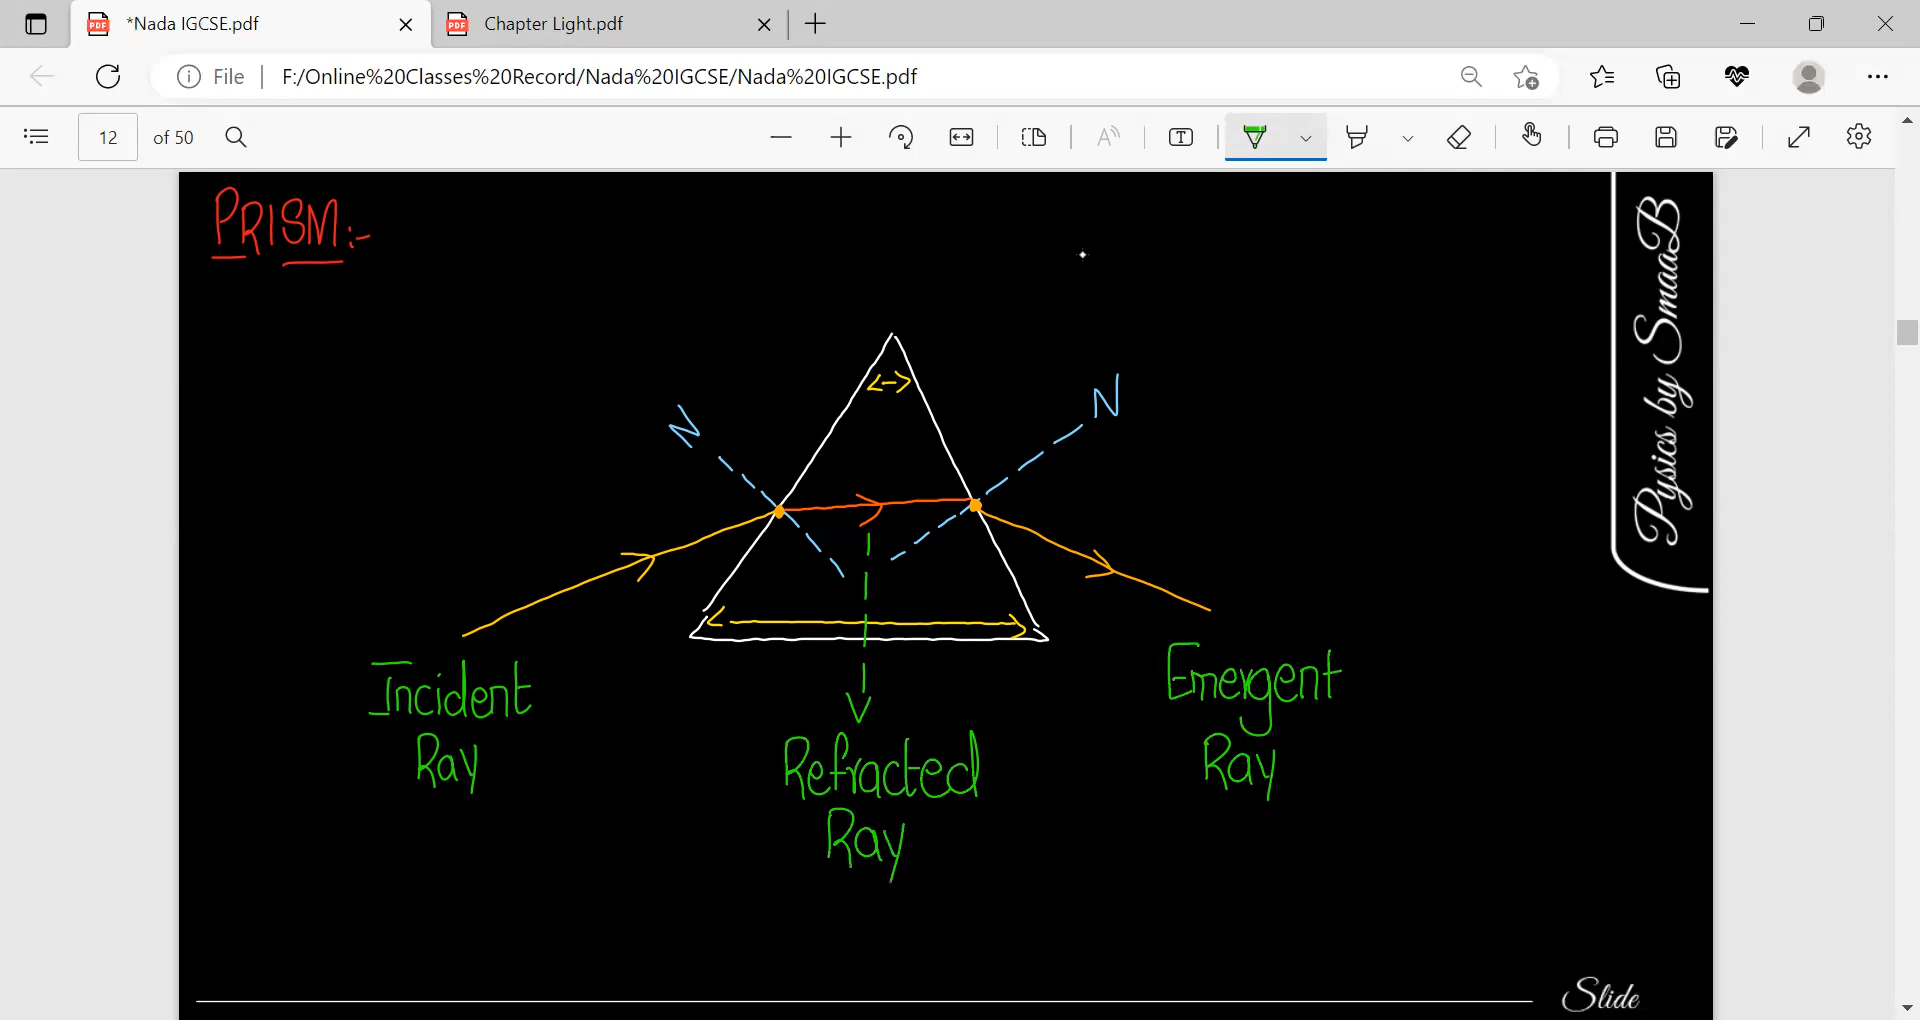 *Nada IGCSE.pdf
Chapter Light.pdf
File
F:/Online%20Classes%20Record/Nada%20IGCSE/Nada%20IGCSE.pdf
12 of 50
PRISM:-
Pysics by SmaaB
N
N
Incident
Ray
Refracted
Ray
Emergent
Ray
Slide